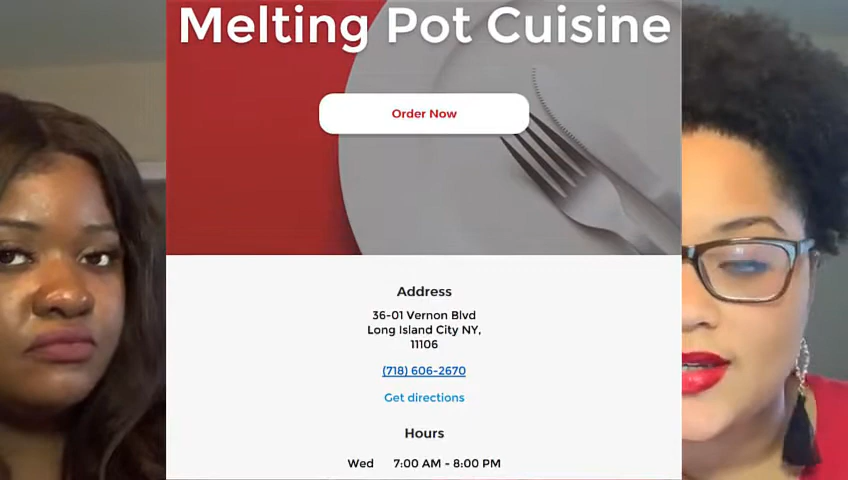 Melting Pot Cuisine
Order Now
Address
36-01 Vernon Blvd
Long Island City NY,
11106
(718) 606-2670
Get directions
Hours
Wed 7:00 AM - 8:00 PM